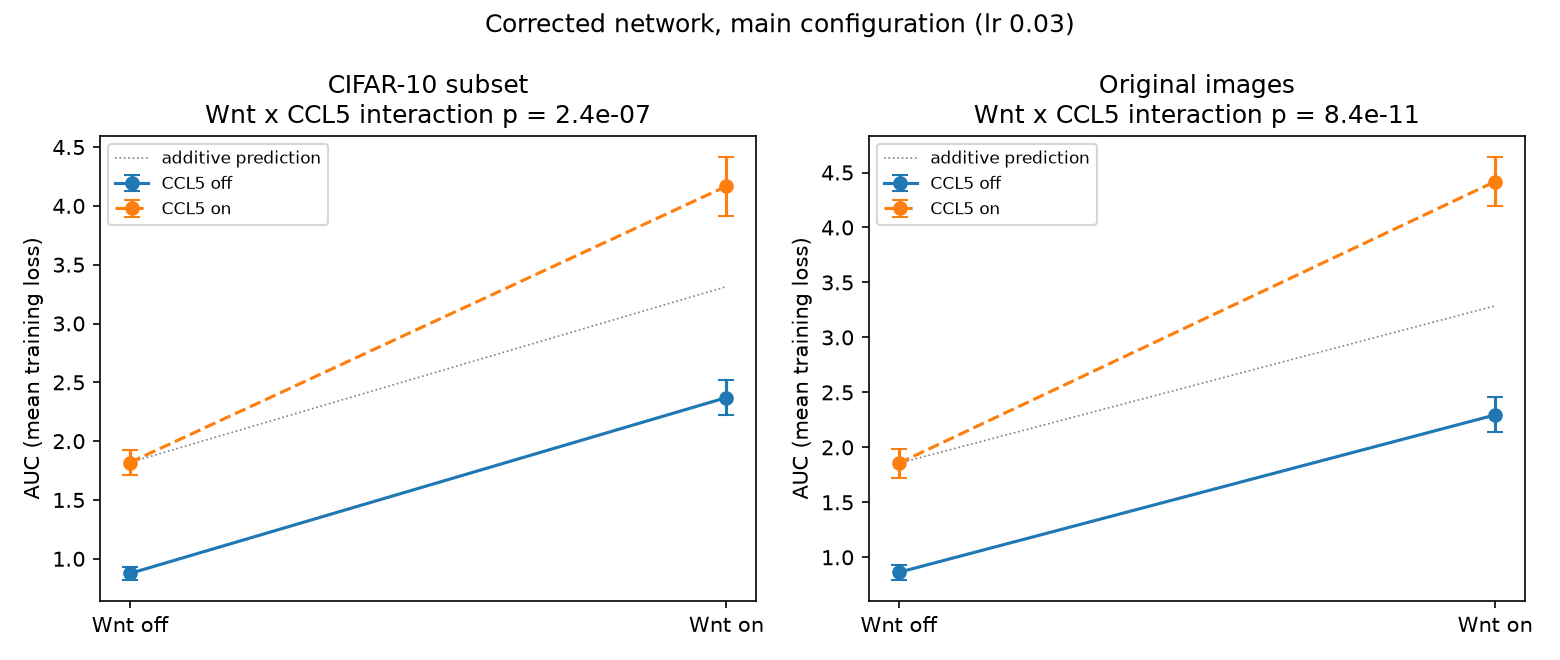 Corrected network, main configuration (lr 0.03)
CIFAR-10 subset
Wnt x CCL5 interaction p = 2.4e-07
additive prediction
CCL5 off
CCL5 on
AUC (mean training loss)
4.5
4.0
3.5
3.0
2.5
2.0
1.5
1.0
Wnt off
Wnt on
Original images
Wnt x CCL5 interaction p = 8.4e-11
additive prediction
CCL5 off
CCL5 on
AUC (mean training loss)
4.5
4.0
3.5
3.0
2.5
2.0
1.5
1.0
Wnt off
Wnt on